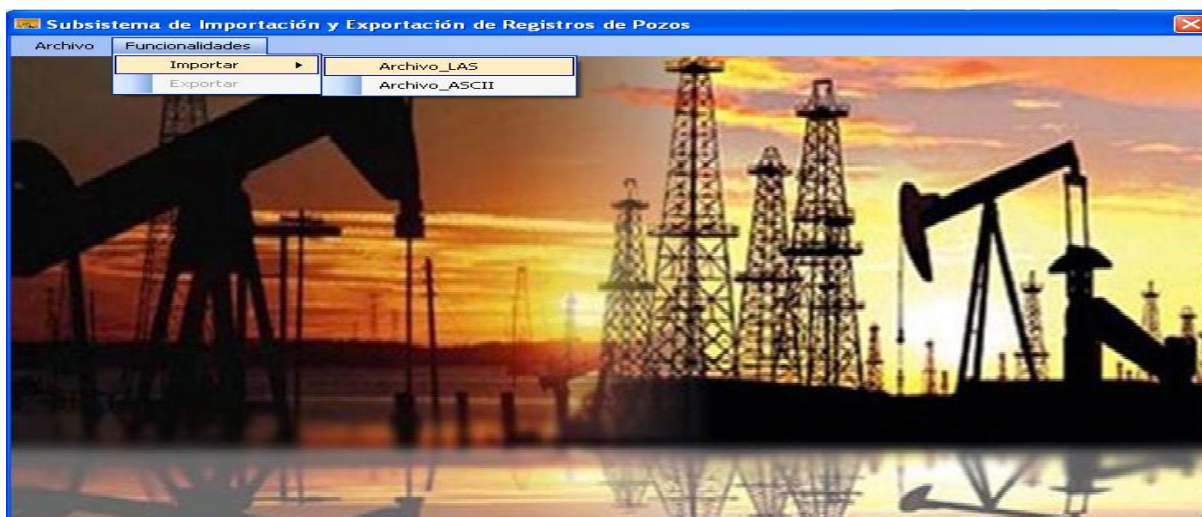 Subsistema de Importación y Exportación de Registros de Pozos
Archivo Funcionalidades
Importar Archivo_LAS
Exportar Archivo_ASCII